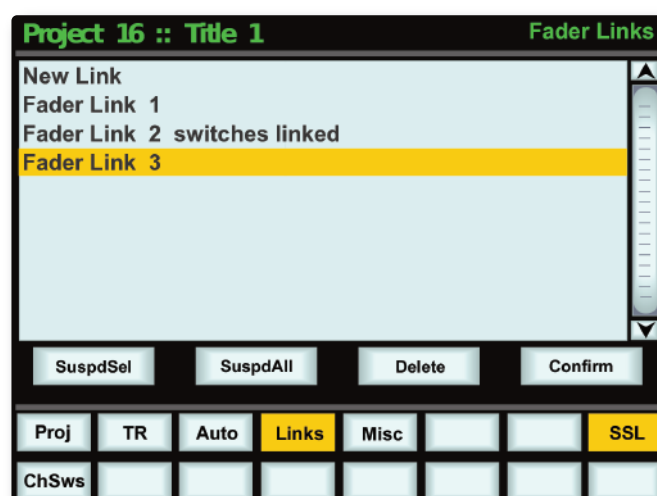 Project 16 :: Title 1 Fader Links
New Link
Fader Link 1
Fader Link 2 switches linked
Fader Link 3
SuspdSel SuspdAll Delete Confirm
Proj TR Auto Links Misc SSL
ChSws